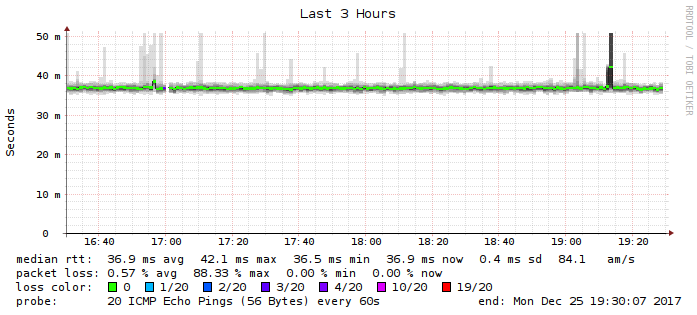 Last 3 Hours
RRDTOOL / TOBI OETIKER
Seconds
50 m
40 m
30 m
20 m
10 m
0
16:40 17:00 17:20 17:40 18:00 18:20 18:40 19:00 19:20
median rtt: 36.9 ms avg 42.1 ms max 36.5 ms min 36.9 ms now 0.4 ms sd 84.1 am/s
packet loss: 0.57 % avg 88.33 % max 0.00 % min 0.00 % now
loss color: 0 1/20 2/20 3/20 4/20 10/20 19/20
probe: 20 ICMP Echo Pings (56 Bytes) every 60s end: Mon Dec 25 19:30:07 2017